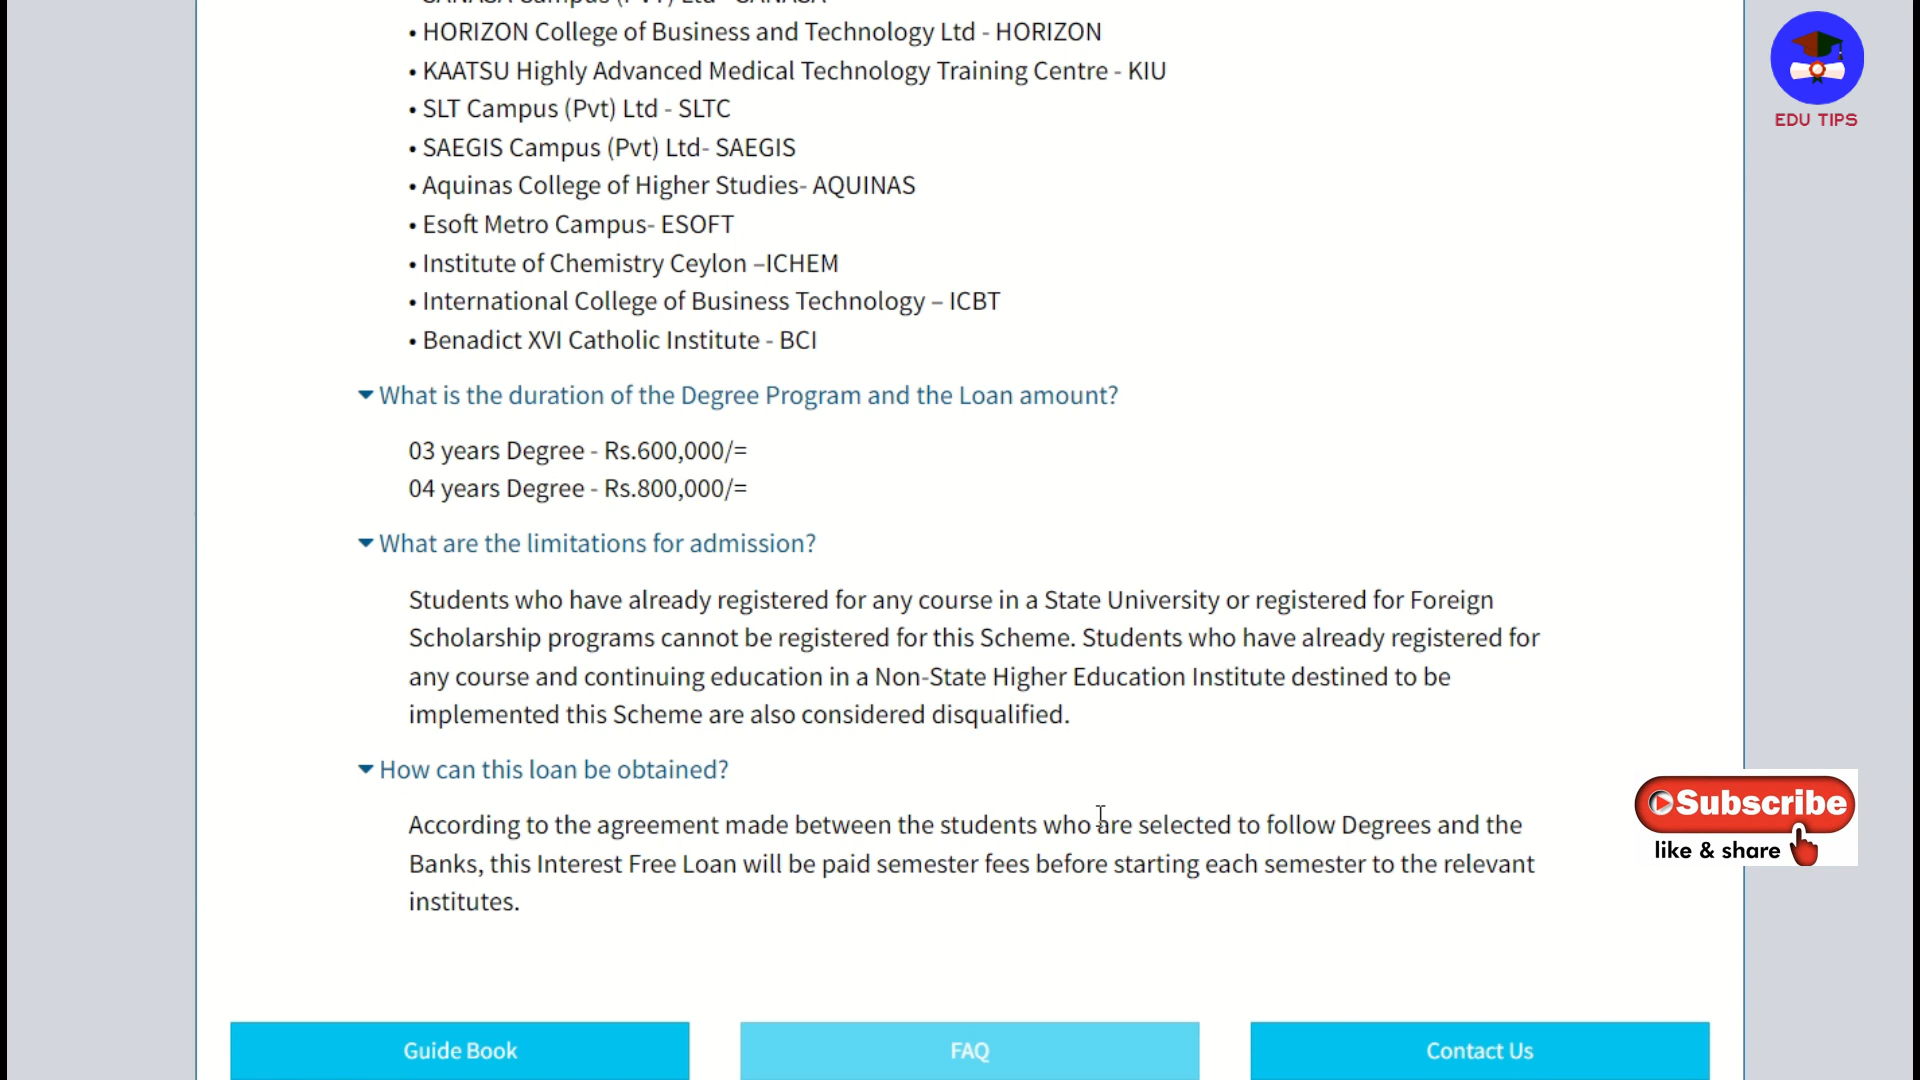 • HORIZON College of Business and Technology Ltd - HORIZON
• KAATSU Highly Advanced Medical Technology Training Centre - KIU
• SLT Campus (Pvt) Ltd - SLTC
• SAEGIS Campus (Pvt) Ltd- SAEGIS
• Aquinas College of Higher Studies- AQUINAS
• Esoft Metro Campus- ESOFT
• Institute of Chemistry Ceylon –ICHEM
• International College of Business Technology – ICBT
• Benadict XVI Catholic Institute - BCI
What is the duration of the Degree Program and the Loan amount?
03 years Degree - Rs.600,000/=
04 years Degree - Rs.800,000/=
What are the limitations for admission?
Students who have already registered for any course in a State University or registered for Foreign
Scholarship programs cannot be registered for this Scheme. Students who have already registered for
any course and continuing education in a Non-State Higher Education Institute destined to be
implemented this Scheme are also considered disqualified.
How can this loan be obtained?
According to the agreement made between the students who are selected to follow Degrees and the
Banks, this Interest Free Loan will be paid semester fees before starting each semester to the relevant
institutes.
Guide Book
FAQ
Contact Us
EDU TIPS
Subscribe
like & share